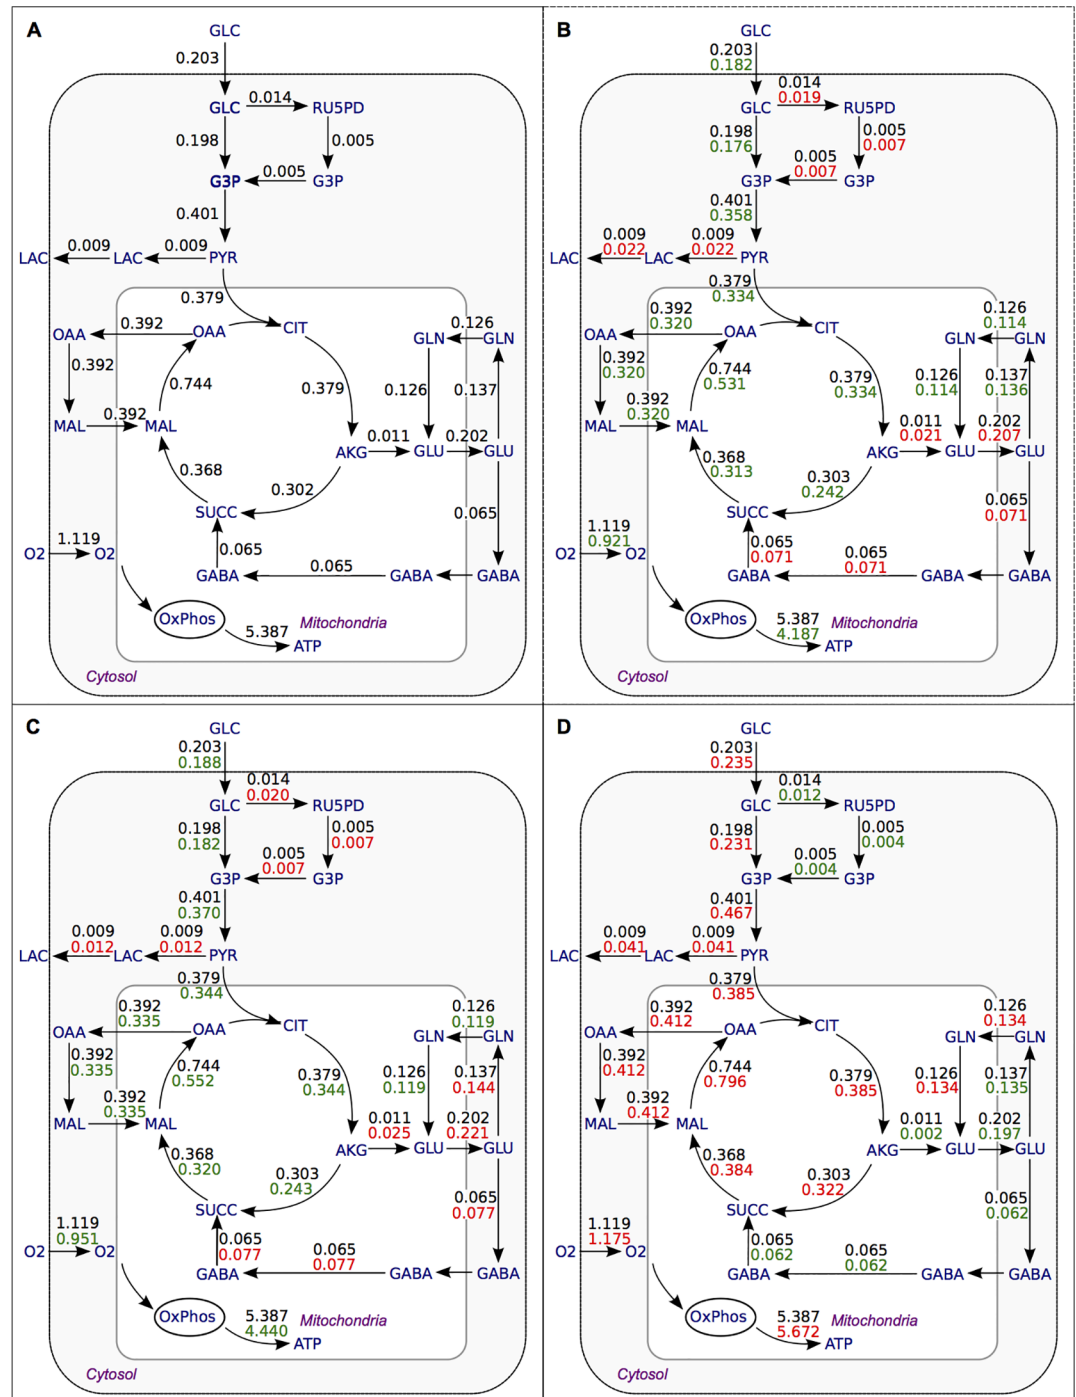 A
GLC
0.203
GLC
0.014
RU5PD
0.198
0.005
G3P
0.005
G3P
0.401
LAC
0.009
LAC
0.009
PYR
0.379
OAA
0.392
OAA
CIT
GLN
0.126
GLN
0.392
0.744
0.379
0.126
0.137
MAL
0.392
MAL
AKG
0.011
GLU
0.202
GLU
0.368
0.302
SUCC
0.065
O2
1.119
O2
0.065
GABA
0.065
GABA
GABA
OxPhos
5.387
ATP
Mitochondria
Cytosol
B
GLC
0.203
0.182
GLC
0.014
0.019
RU5PD
0.198
0.176
0.005
0.007
G3P
0.005
0.007
G3P
0.401
0.358
LAC
0.009
0.022
LAC
0.009
0.022
PYR
0.379
0.334
OAA
0.392
0.320
OAA
CIT
GLN
0.126
0.114
GLN
0.392
0.320
0.744
0.531
0.379
0.334
0.126
0.114
0.137
0.136
MAL
0.392
0.320
MAL
AKG
0.011
0.021
GLU
0.202
0.207
GLU
0.368
0.313
0.303
0.242
SUCC
0.065
0.071
O2
1.119
0.921
O2
0.065
0.071
GABA
0.065
0.071
GABA
GABA
OxPhos
5.387
4.187
ATP
Mitochondria
Cytosol
C
GLC
0.203
0.188
GLC
0.014
0.020
RU5PD
0.198
0.182
0.005
0.007
G3P
0.005
0.007
G3P
0.401
0.370
LAC
0.009
0.012
LAC
0.009
0.012
PYR
0.379
0.344
OAA
0.392
0.335
OAA
CIT
GLN
0.126
0.119
GLN
0.392
0.335
0.744
0.552
0.379
0.344
0.126
0.119
0.137
0.144
MAL
0.392
0.335
MAL
AKG
0.011
0.025
GLU
0.202
0.221
GLU
0.368
0.320
0.303
0.243
SUCC
0.065
0.077
O2
1.119
0.951
O2
0.065
0.077
GABA
0.065
0.077
GABA
GABA
OxPhos
5.387
4.440
ATP
Mitochondria
Cytosol
D
GLC
0.203
0.235
GLC
0.014
0.012
RU5PD
0.198
0.231
0.005
0.004
G3P
0.005
0.004
G3P
0.401
0.467
LAC
0.009
0.041
LAC
0.009
0.041
PYR
0.379
0.385
OAA
0.392
0.412
OAA
CIT
GLN
0.126
0.134
GLN
0.392
0.412
0.744
0.796
0.379
0.385
0.126
0.134
0.137
0.135
MAL
0.392
0.412
MAL
AKG
0.011
0.002
GLU
0.202
0.197
GLU
0.368
0.384
0.303
0.322
SUCC
0.065
0.062
O2
1.119
1.175
O2
0.065
0.062
GABA
0.065
0.062
GABA
GABA
OxPhos
5.387
5.672
ATP
Mitochondria
Cytosol